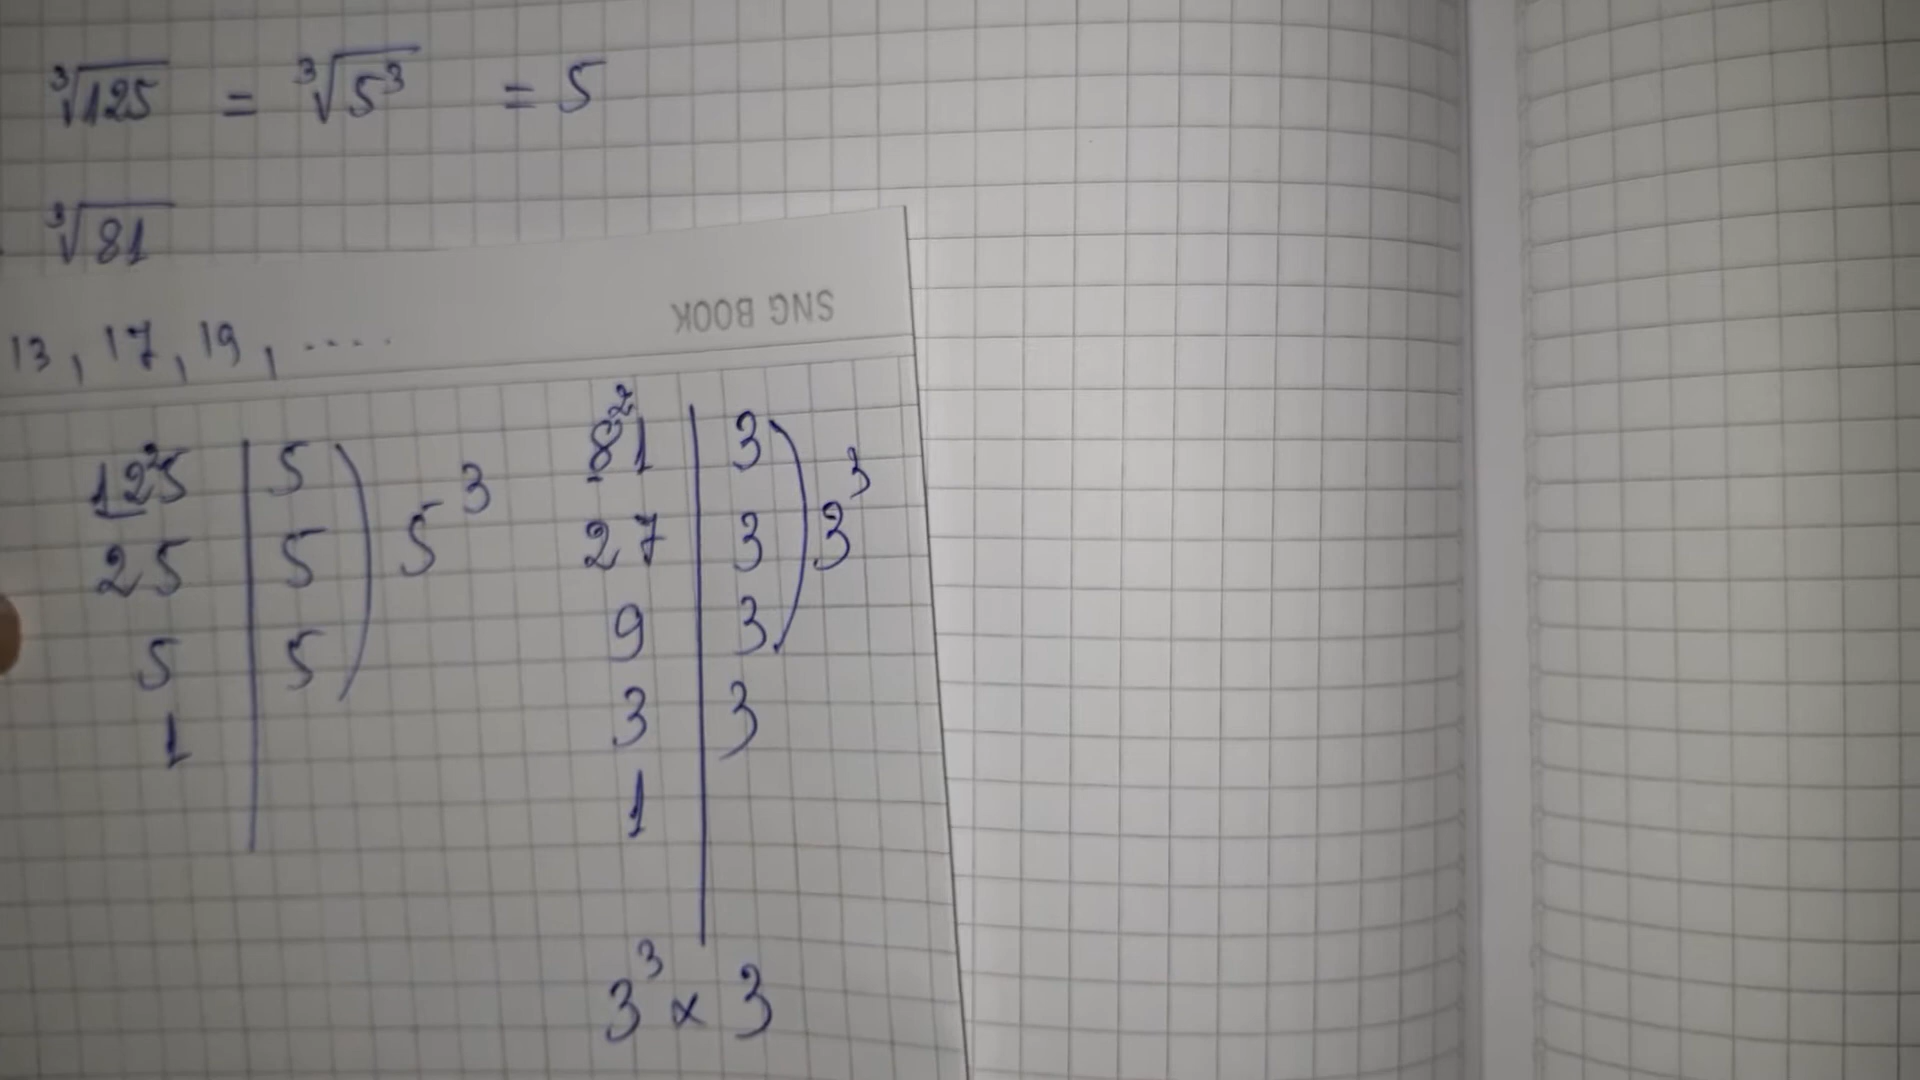 ∛125 = ∛5³ = 5
∛81
SNG BOOK
13, 17, 19, ....
125 | 5
25 | 5
5 | 5
1
5³
81 | 3
27 | 3
9 | 3
3 | 3
1
3³
3³ × 3